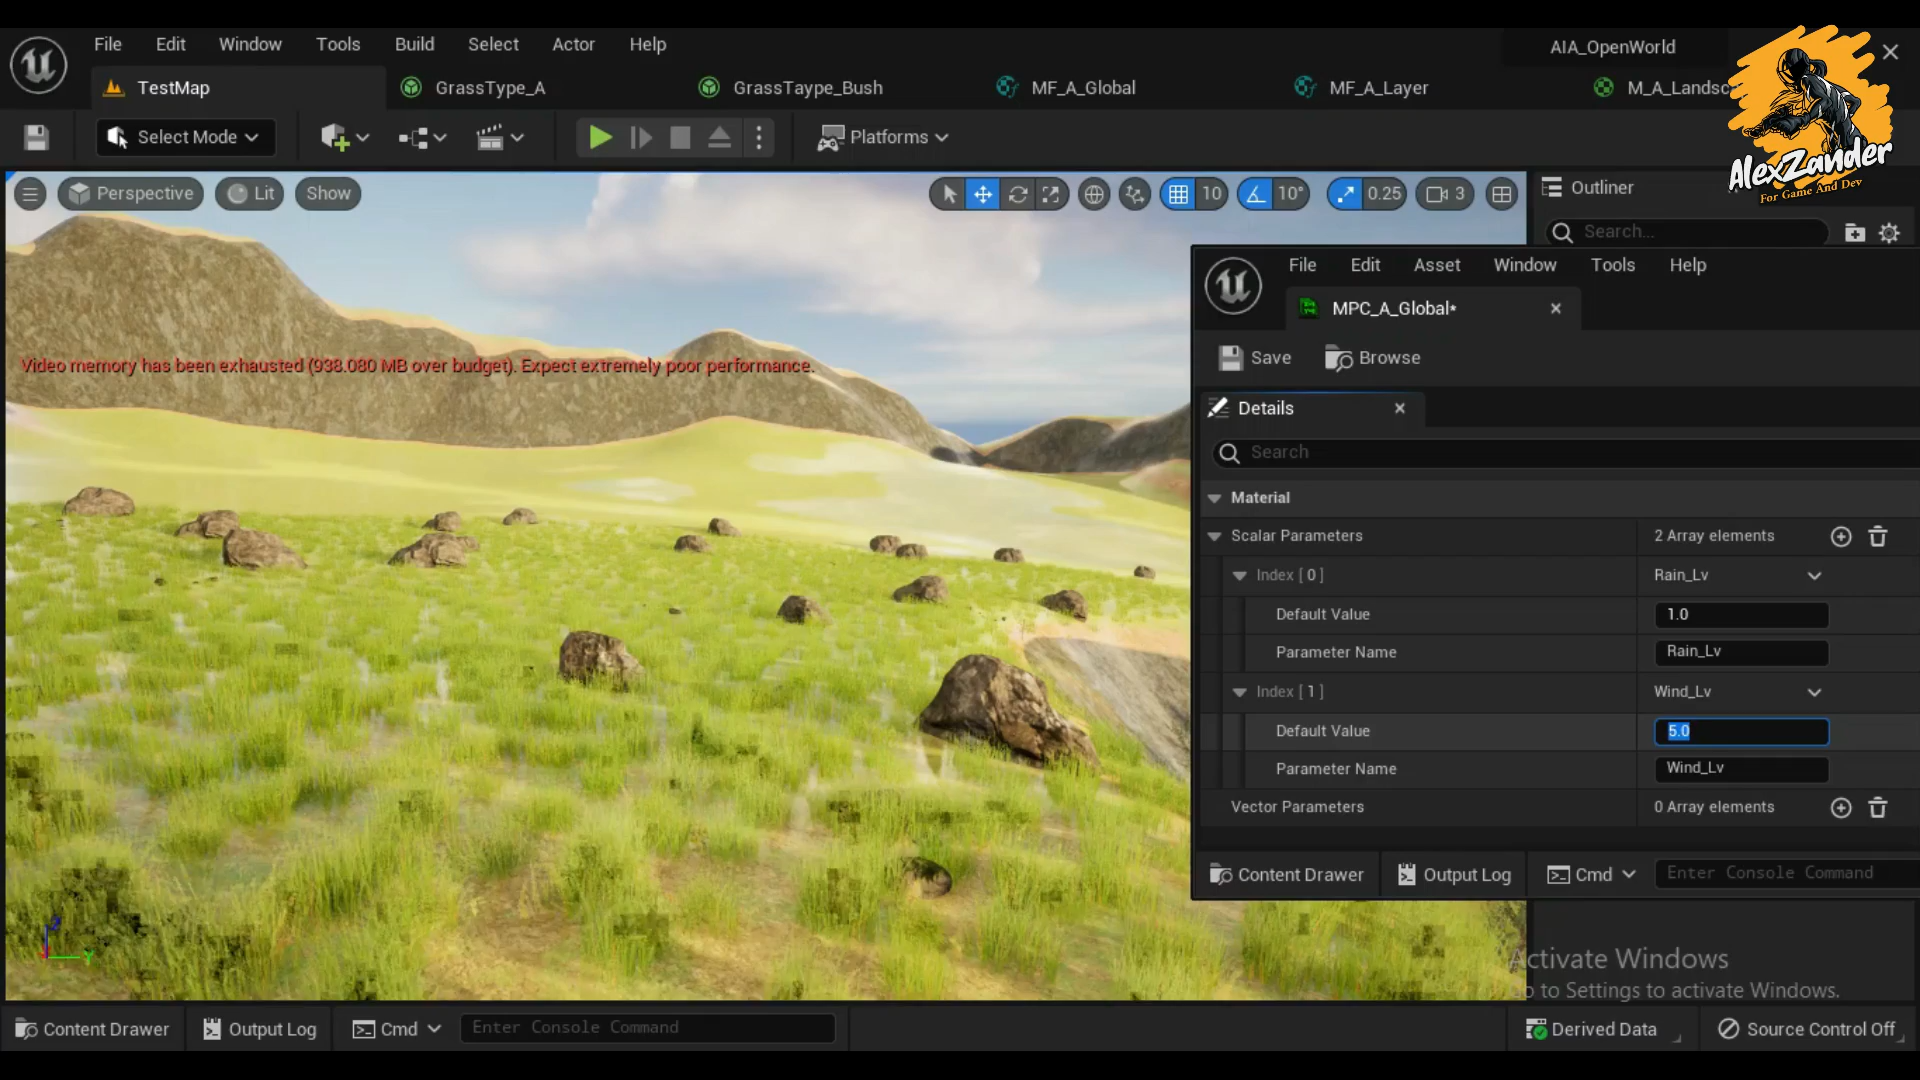 File Edit Window Tools Build Select Actor Help
AIA_OpenWorld
TestMap
GrassType_A
GrassTaype_Bush
MF_A_Global
MF_A_Layer
M_A_Landsc
AlexZander
For Game And Dev
Select Mode
Platforms
Perspective
Lit
Show
10
10°
0.25
3
Outliner
Search...
Video memory has been exhausted (938.080 MB over budget). Expect extremely poor performance.
File Edit Asset Window Tools Help
MPC_A_Global*
Save
Browse
Details
Search
Material
Scalar Parameters 2 Array elements
Index [ 0 ] Rain_Lv
Default Value 1.0
Parameter Name Rain_Lv
Index [ 1 ] Wind_Lv
Default Value 5.0
Parameter Name Wind_Lv
Vector Parameters 0 Array elements
Content Drawer
Output Log
Cmd
Enter Console Command
Activate Windows
to Settings to activate Windows.
Z
Y
Content Drawer
Output Log
Cmd
Enter Console Command
Derived Data
Source Control Off